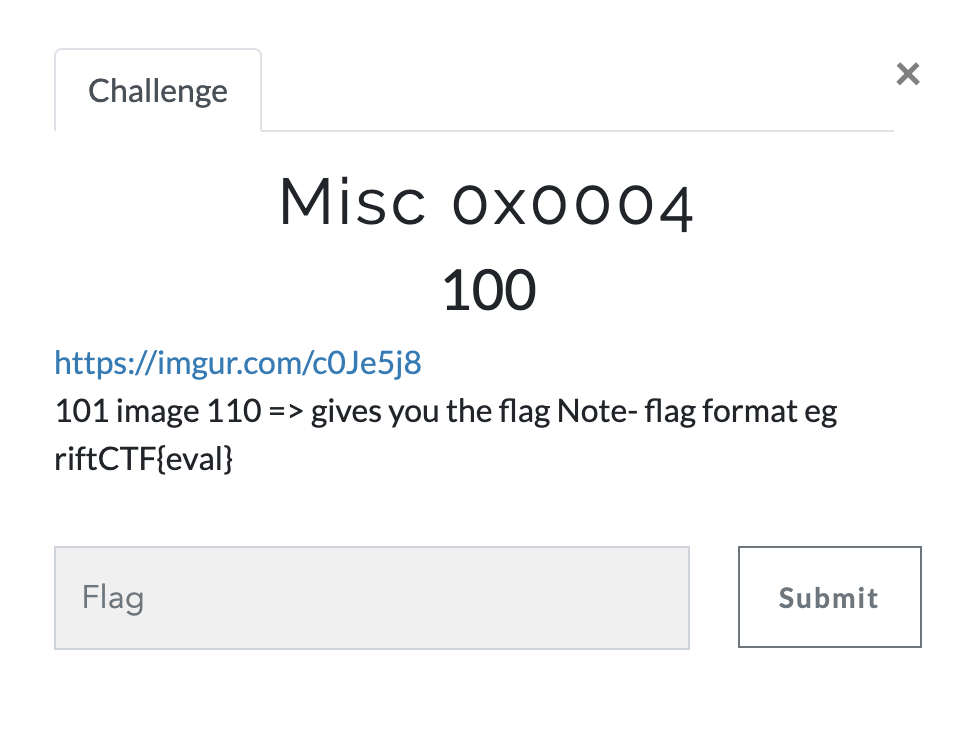 Challenge
×
Misc 0x0004
100
https://imgur.com/c0Je5j8
101 image 110 => gives you the flag Note- flag format eg
riftCTF{eval}
Flag
Submit